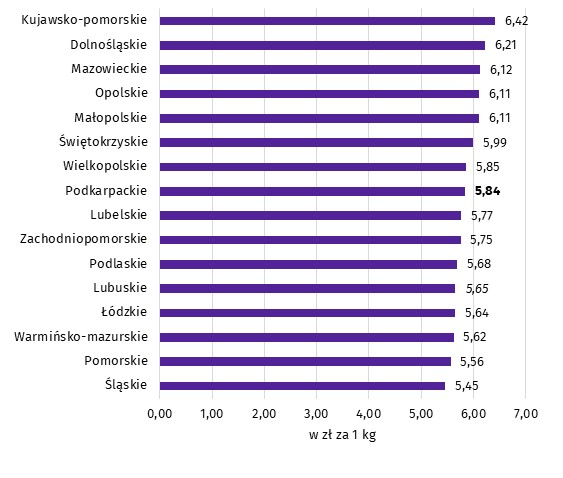 Kujawsko-pomorskie 6,42
Dolnośląskie 6,21
Mazowieckie 6,12
Opolskie 6,11
Małopolskie 6,11
Świętokrzyskie 5,99
Wielkopolskie 5,85
Podkarpackie 5,84
Lubelskie 5,77
Zachodniopomorskie 5,75
Podlaskie 5,68
Lubuskie 5,65
Łódzkie 5,64
Warmińsko-mazurskie 5,62
Pomorskie 5,56
Śląskie 5,45
0,00 1,00 2,00 3,00 4,00 5,00 6,00 7,00
w zł za 1 kg